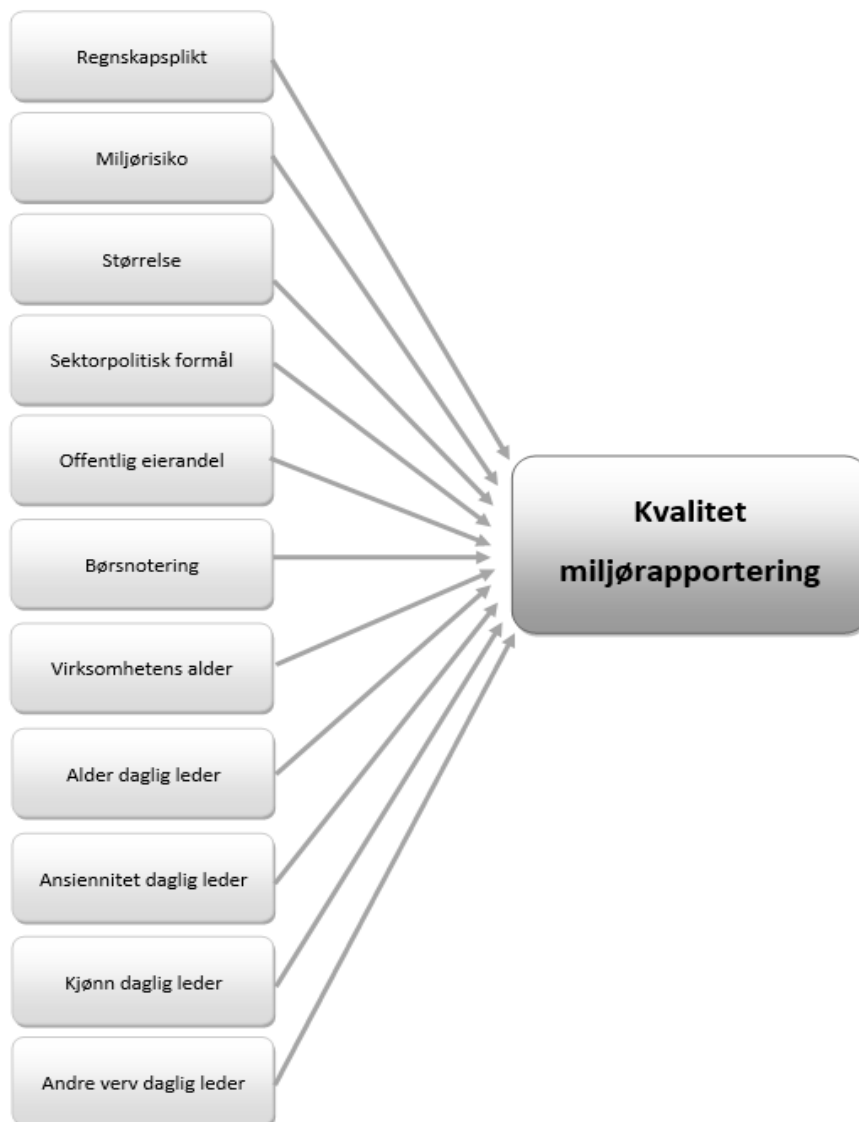 Regnskapsplikt
Miljørisiko
Størrelse
Sektorpolitisk formål
Offentlig eierandel
Børsnotering
Virksomhetens alder
Alder daglig leder
Ansiennitet daglig leder
Kjønn daglig leder
Andre verv daglig leder
Kvalitet
miljørapportering